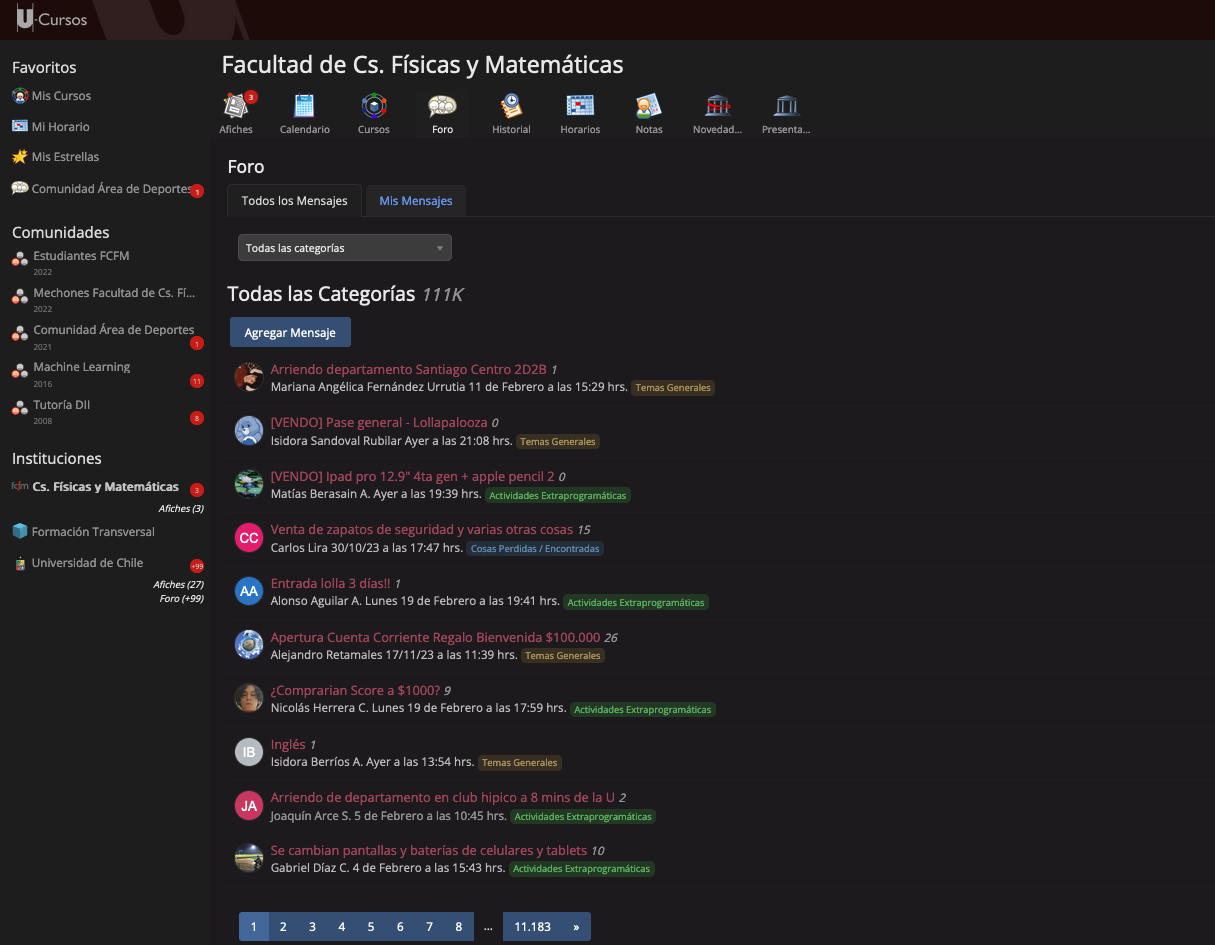 U-Cursos
Favoritos
Mis Cursos
Mi Horario
Mis Estrellas
Comunidad Área de Deportes 1
Comunidades
Estudiantes FCFM
2022
Mechones Facultad de Cs. Fí...
2022
Comunidad Área de Deportes
2021 1
Machine Learning
2016 11
Tutoría DII
2008 8
Instituciones
fcfm Cs. Físicas y Matemáticas 3
Afiches (3)
Formación Transversal
Universidad de Chile +99
Afiches (27)
Foro (+99)
Facultad de Cs. Físicas y Matemáticas
3
Afiches Calendario Cursos Foro Historial Horarios Notas Novedad... Presenta...
Foro
Todos los Mensajes Mis Mensajes
Todas las categorías
Todas las Categorías 111K
Agregar Mensaje
Arriendo departamento Santiago Centro 2D2B 1
Mariana Angélica Fernández Urrutia 11 de Febrero a las 15:29 hrs. Temas Generales
[VENDO] Pase general - Lollapalooza 0
Isidora Sandoval Rubilar Ayer a las 21:08 hrs. Temas Generales
[VENDO] Ipad pro 12.9" 4ta gen + apple pencil 2 0
Matías Berasain A. Ayer a las 19:39 hrs. Actividades Extraprogramáticas
CC Venta de zapatos de seguridad y varias otras cosas 15
Carlos Lira 30/10/23 a las 17:47 hrs. Cosas Perdidas / Encontradas
AA Entrada lolla 3 días!! 1
Alonso Aguilar A. Lunes 19 de Febrero a las 19:41 hrs. Actividades Extraprogramáticas
Apertura Cuenta Corriente Regalo Bienvenida $100.000 26
Alejandro Retamales 17/11/23 a las 11:39 hrs. Temas Generales
¿Comprarian Score a $1000? 9
Nicolás Herrera C. Lunes 19 de Febrero a las 17:59 hrs. Actividades Extraprogramáticas
IB Inglés 1
Isidora Berríos A. Ayer a las 13:54 hrs. Temas Generales
JA Arriendo de departamento en club hipico a 8 mins de la U 2
Joaquín Arce S. 5 de Febrero a las 10:45 hrs. Actividades Extraprogramáticas
Se cambian pantallas y baterías de celulares y tablets 10
Gabriel Díaz C. 4 de Febrero a las 15:43 hrs. Actividades Extraprogramáticas
1 2 3 4 5 6 7 8 ... 11.183 »